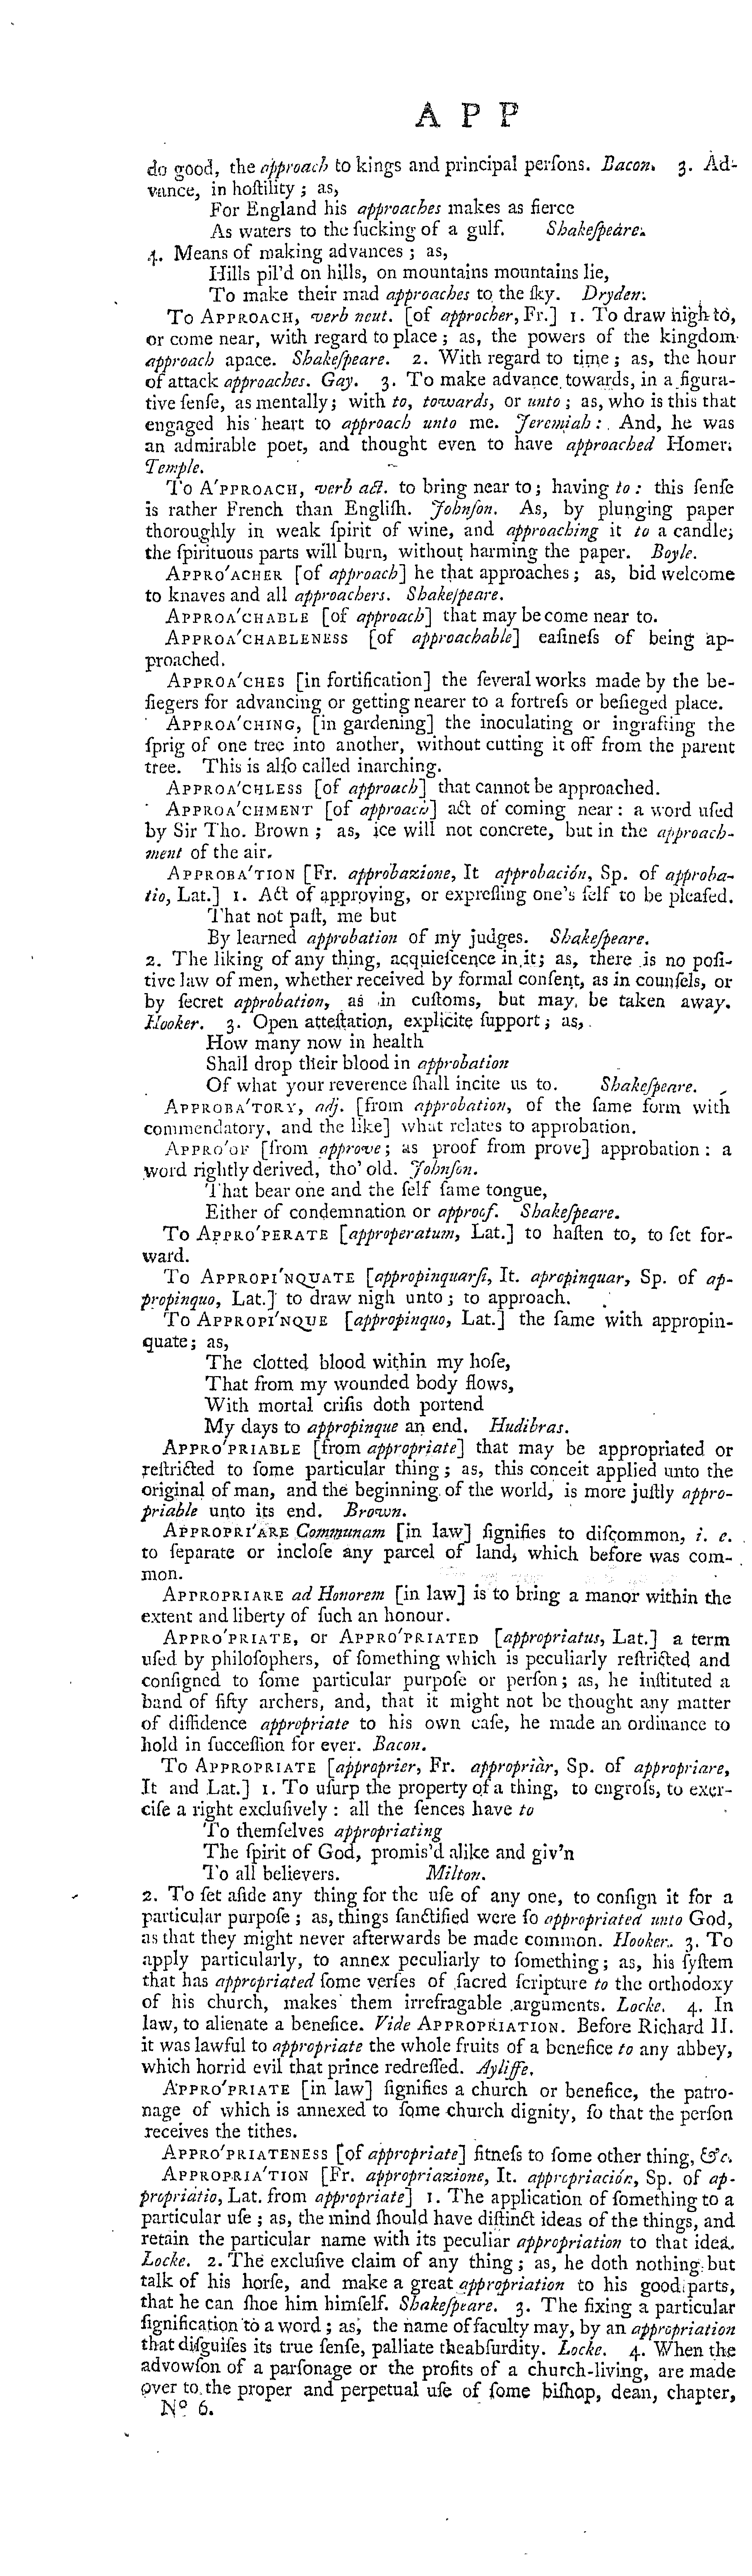 A P P
do good, the approach to kings and principal perſons. Bacon. 3. Ad-
vance, in hoſtility; as,
For England his approaches makes as fierce
As waters to the ſucking of a gulf. Shakeſpeare.
4. Means of making advances; as,
Hills pil'd on hills, on mountains mountains lie,
To make their mad approaches to the ſky. Dryden.
To APPROACH, verb neut. [of approcher, Fr.] 1. To draw nigh to,
or come near, with regard to place; as, the powers of the kingdom
approach apace. Shakeſpeare. 2. With regard to time; as, the hour
of attack approaches. Gay. 3. To make advance towards, in a figura-
tive ſenſe, as mentally; with to, towards, or unto; as, who is this that
engaged his heart to approach unto me. Jeremiah: And, he was
an admirable poet, and thought even to have approached Homer.
Temple.
To A'PPROACH, verb act. to bring near to; having to: this ſenſe
is rather French than Engliſh. Johnſon. As, by plunging paper
thoroughly in weak ſpirit of wine, and approaching it to a candle;
the ſpirituous parts will burn, without harming the paper. Boyle.
APPRO'ACHER [of approach] he that approaches; as, bid welcome
to knaves and all approachers. Shakeſpeare.
APPROA'CHABLE [of approach] that may be come near to.
APPROA'CHABLENESS [of approachable] eaſineſs of being ap-
proached.
APPROA'CHES [in fortification] the ſeveral works made by the be-
ſiegers for advancing or getting nearer to a fortreſs or beſieged place.
APPROA'CHING, [in gardening] the inoculating or ingrafting the
ſprig of one tree into another, without cutting it off from the parent
tree. This is alſo called inarching.
APPROA'CHLESS [of approach] that cannot be approached.
APPROA'CHMENT [of approach] act of coming near: a word uſed
by Sir Tho. Brown; as, ice will not concrete, but in the approach-
ment of the air.
APPROBA'TION [Fr. approbazione, It approbación, Sp. of approba-
tio, Lat.] 1. Act of approving, or expreſſing one's ſelf to be pleaſed.
That not paſt, me but
By learned approbation of my judges. Shakeſpeare.
2. The liking of any thing, acquieſcence in it; as, there is no poſi-
tive law of men, whether received by formal conſent, as in counſels, or
by ſecret approbation, as in cuſtoms, but may be taken away.
Hooker. 3. Open atteſtation, explicite ſupport; as,
How many now in health
Shall drop their blood in approbation
Of what your reverence ſhall incite us to. Shakeſpeare.
APPROBA'TORY, adj. [from approbation, of the ſame form with
commendatory, and the like] what relates to approbation.
APPRO'OF [from approve; as proof from prove] approbation: a
word rightly derived, tho' old. Johnſon.
That bear one and the ſelf ſame tongue,
Either of condemnation or approof. Shakeſpeare.
To APPRO'PERATE [approperatum, Lat.] to haſten to, to ſet for-
ward.
To APPROPI'NQUATE [appropinquarſi, It. apropinquar, Sp. of ap-
propinquo, Lat.] to draw nigh unto; to approach.
To APPROPI'NQUE [appropinquo, Lat.] the ſame with appropin-
quate; as,
The clotted blood within my hoſe,
That from my wounded body flows,
With mortal criſis doth portend
My days to appropinque an end. Hudibras.
APPRO'PRIABLE [from appropriate] that may be appropriated or
reſtricted to ſome particular thing; as, this conceit applied unto the
original of man, and the beginning of the world, is more juſtly appro-
priable unto its end. Brown.
APPROPRI'ARE Communam [in law] ſignifies to diſcommon, i. e.
to ſeparate or incloſe any parcel of land, which before was com-
mon.
APPROPRIARE ad Honorem [in law] is to bring a manor within the
extent and liberty of ſuch an honour.
APPRO'PRIATE, or APPRO'PRIATED [appropriatus, Lat.] a term
uſed by philoſophers, of ſomething which is peculiarly reſtricted and
conſigned to ſome particular purpoſe or perſon; as, he inſtituted a
band of fifty archers, and, that it might not be thought any matter
of diffidence appropriate to his own caſe, he made an ordinance to
hold in ſucceſſion for ever. Bacon.
To APPROPRIATE [approprier, Fr. appropriàr, Sp. of appropriare,
It and Lat.] 1. To uſurp the property of a thing, to engroſs, to exer-
ciſe a right excluſively: all the fences have to
To themſelves appropriating
The ſpirit of God, promis'd alike and giv'n
To all believers. Milton.
2. To ſet aſide any thing for the uſe of any one, to conſign it for a
particular purpoſe; as, things ſanctified were ſo appropriated unto God,
as that they might never afterwards be made common. Hooker. 3. To
apply particularly, to annex peculiarly to ſomething; as, his ſyſtem
that has appropriated ſome verſes of ſacred ſcripture to the orthodoxy
of his church, makes them irrefragable arguments. Locke. 4. In
law, to alienate a benefice. Vide APPROPRIATION. Before Richard II.
it was lawful to appropriate the whole fruits of a benefice to any abbey,
which horrid evil that prince redreſſed. Ayliffe.
APPRO'PRIATE [in law] ſignifies a church or benefice, the patro-
nage of which is annexed to ſome church dignity, ſo that the perſon
receives the tithes.
APPRO'PRIATENESS [of appropriate] fitneſs to ſome other thing, &c.
APPROPRIA'TION [Fr. appropriazione, It. appropriación, Sp. of ap-
propriatio, Lat. from appropriate] 1. The application of ſomething to a
particular uſe; as, the mind ſhould have diſtinct ideas of the things, and
retain the particular name with its peculiar appropriation to that idea.
Locke. 2. The excluſive claim of any thing; as, he doth nothing but
talk of his horſe, and make a great appropriation to his good parts,
that he can ſhoe him himſelf. Shakeſpeare. 3. The fixing a particular
ſignification to a word; as, the name of faculty may, by an appropriation
that diſguiſes its true ſenſe, palliate the abſurdity. Locke. 4. When the
advowſon of a parſonage or the profits of a church-living, are made
over to the proper and perpetual uſe of ſome biſhop, dean, chapter,
Nº 6.